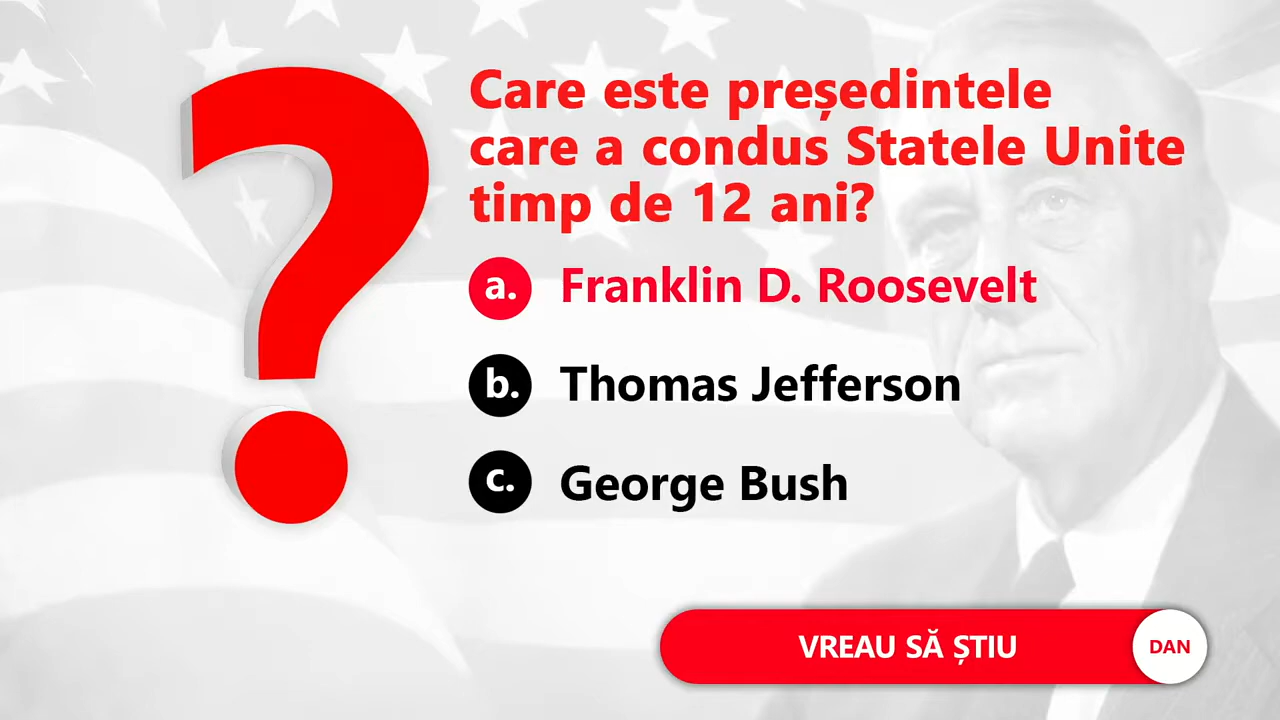 ?
Care este președintele
care a condus Statele Unite
timp de 12 ani?
a. Franklin D. Roosevelt
b. Thomas Jefferson
c. George Bush
VREAU SĂ ȘTIU
DAN